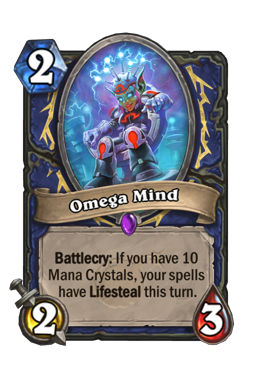 2
Omega Mind
Battlecry: If you have 10
Mana Crystals, your spells
have Lifesteal this turn.
2
3